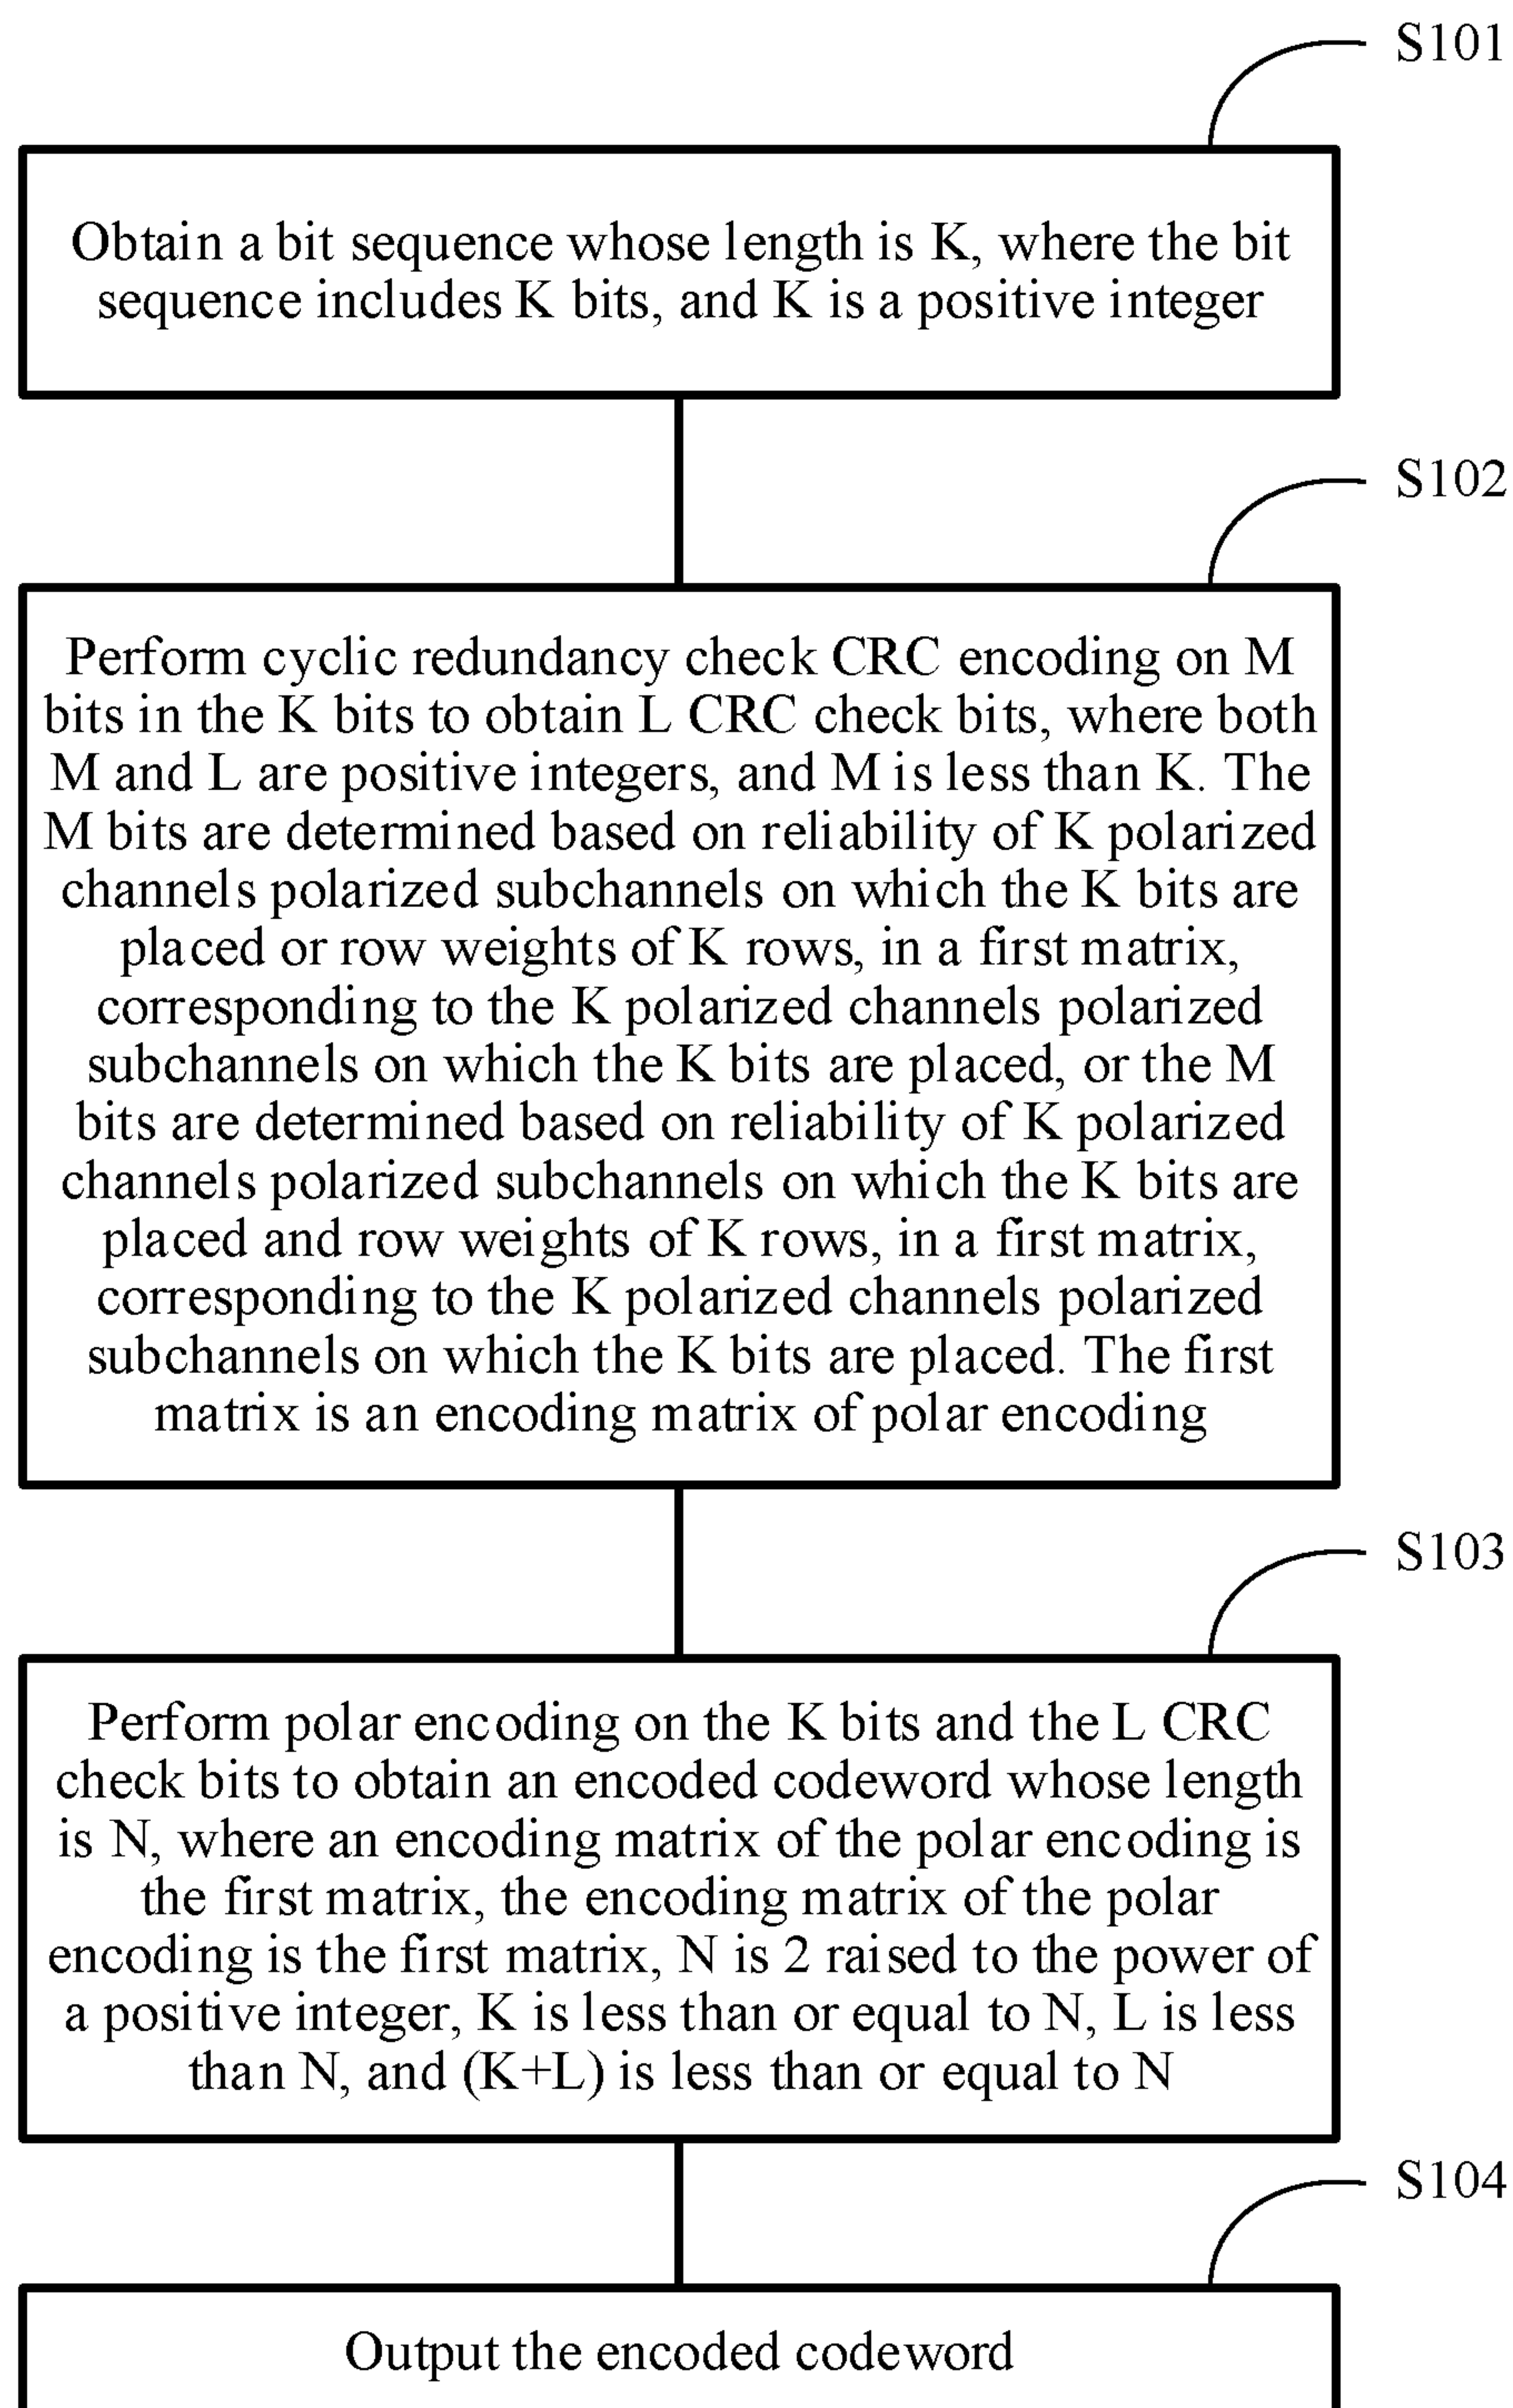 S101
Obtain a bit sequence whose length is K, where the bit
sequence includes K bits, and K is a positive integer
S102
Perform cyclic redundancy check CRC encoding on M
bits in the K bits to obtain L CRC check bits, where both
M and L are positive integers, and M is less than K. The
M bits are determined based on reliability of K polarized
channels polarized subchannels on which the K bits are
placed or row weights of K rows, in a first matrix,
corresponding to the K polarized channels polarized
subchannels on which the K bits are placed, or the M
bits are determined based on reliability of K polarized
channels polarized subchannels on which the K bits are
placed and row weights of K rows, in a first matrix,
corresponding to the K polarized channels polarized
subchannels on which the K bits are placed. The first
matrix is an encoding matrix of polar encoding
S103
Perform polar encoding on the K bits and the L CRC
check bits to obtain an encoded codeword whose length
is N, where an encoding matrix of the polar encoding is
the first matrix, the encoding matrix of the polar
encoding is the first matrix, N is 2 raised to the power of
a positive integer, K is less than or equal to N, L is less
than N, and (K+L) is less than or equal to N
S104
Output the encoded codeword